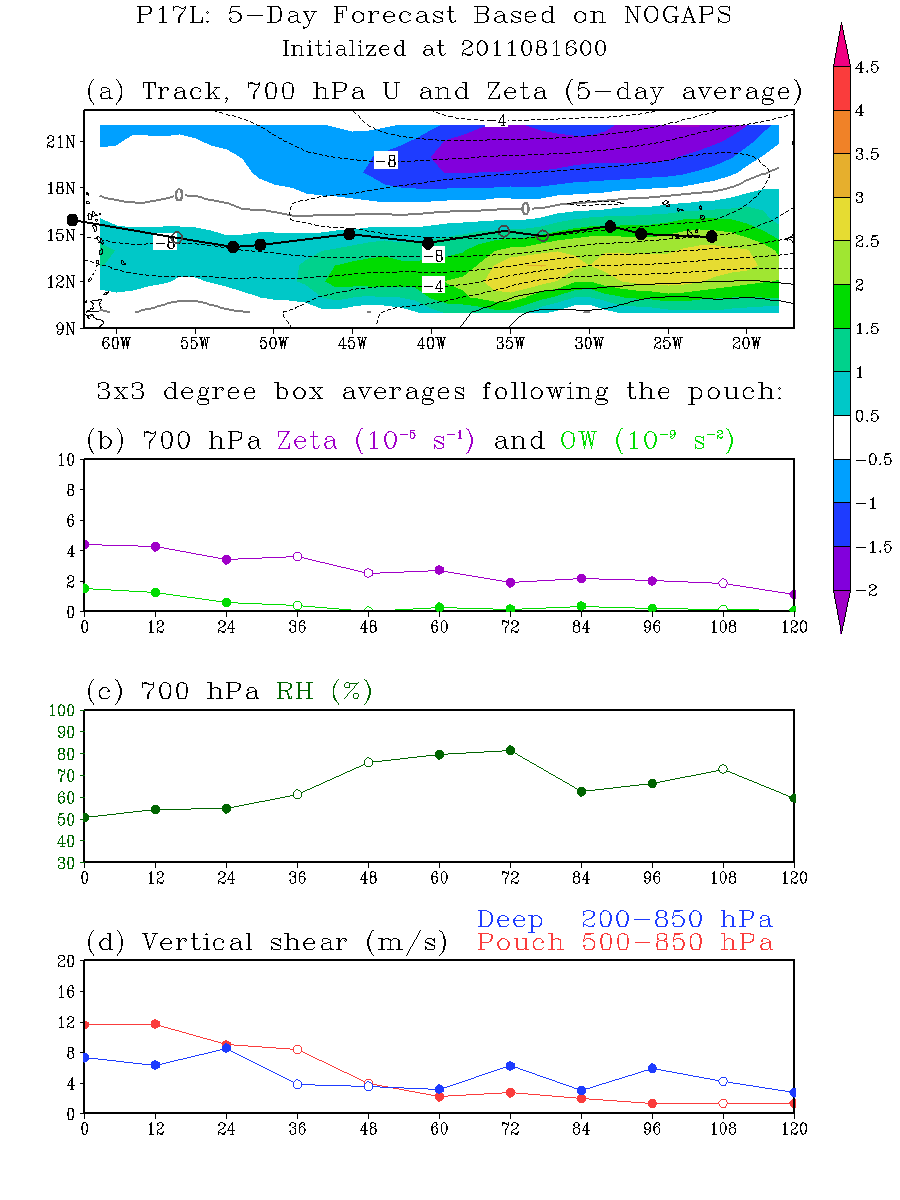 P17L: 5−Day Forecast Based on NOGAPS
Initialized at 2011081600
(a) Track, 700 hPa U and Zeta (5−day average)
21N
18N
15N
12N
9N
60W 55W 50W 45W 40W 35W 30W 25W 20W
−4
−8
0
0
−8
−8
−4
4.5
4
3.5
3
2.5
2
1.5
1
0.5
−0.5
−1
−1.5
−2
3x3 degree box averages following the pouch:
(b) 700 hPa Zeta (10⁻⁵ s⁻¹) and OW (10⁻⁹ s⁻²)
10
8
6
4
2
0
0 12 24 36 48 60 72 84 96 108 120
(c) 700 hPa RH (%)
100
90
80
70
60
50
40
30
0 12 24 36 48 60 72 84 96 108 120
Deep 200−850 hPa
(d) Vertical shear (m/s) Pouch 500−850 hPa
20
16
12
8
4
0
0 12 24 36 48 60 72 84 96 108 120